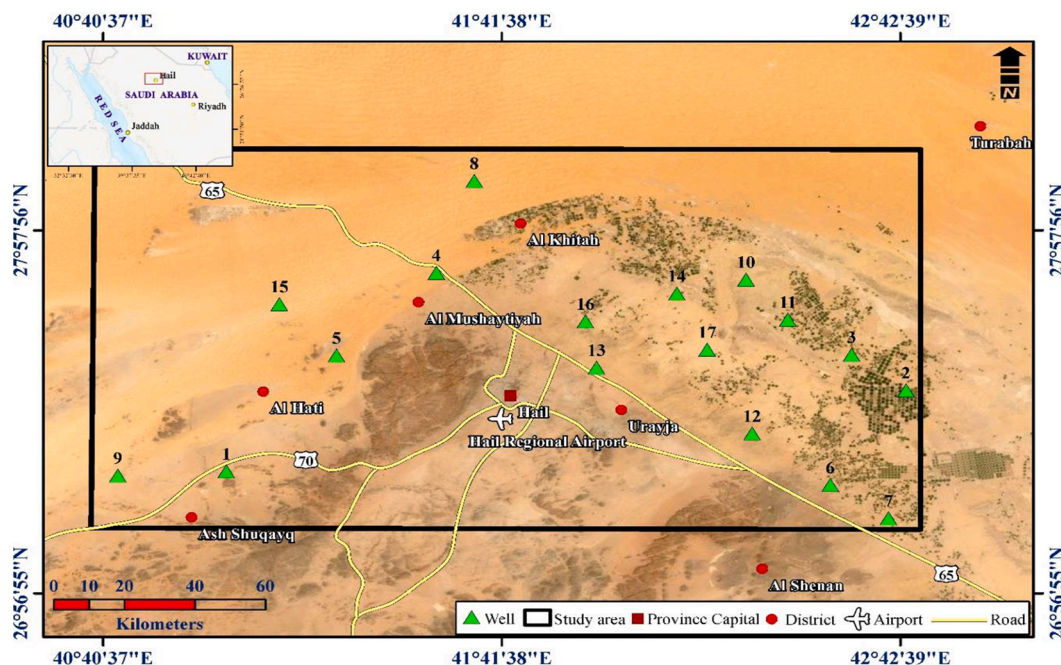 40°40'37"E
41°41'38"E
42°42'39"E
KUWAIT
Hail
SAUDI ARABIA
Riyadh
RED SEA
Jaddah
N
Turabah
8
65
27°57'56"N
27°57'56"N
Al Khitah
4
10
14
15
Al Mushaytiyah
16
11
5
13
17
3
2
Al Hati
Hail
Urayja
Hail Regional Airport
12
9
1
70
6
7
Ash Shuqayq
65
Al Shenan
26°56'55"N
26°56'55"N
0 10 20 40 60
Kilometers
Well Study area Province Capital District Airport Road
40°40'37"E
41°41'38"E
42°42'39"E